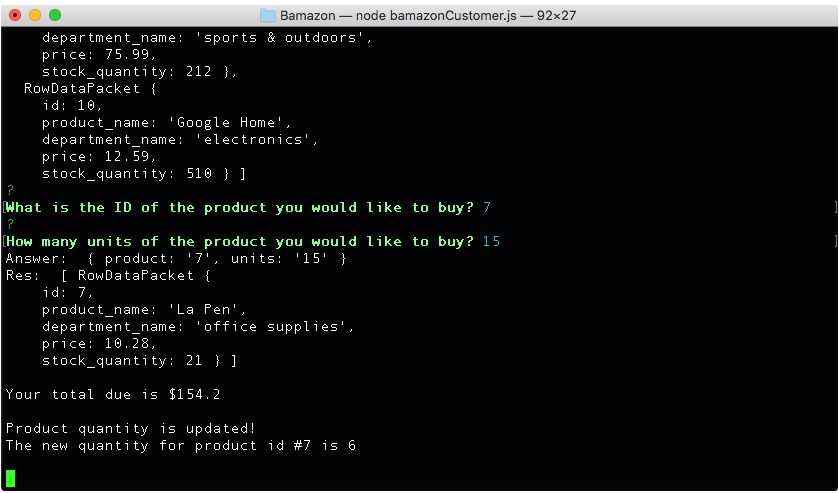 Bamazon — node bamazonCustomer.js — 92×27
department_name: 'sports & outdoors',
price: 75.99,
stock_quantity: 212 },
RowDataPacket {
id: 10,
product_name: 'Google Home',
department_name: 'electronics',
price: 12.59,
stock_quantity: 510 } ]
?
[What is the ID of the product you would like to buy? 7 ]
?
[How many units of the product you would like to buy? 15 ]
Answer:  { product: '7', units: '15' }
Res:  [ RowDataPacket {
id: 7,
product_name: 'La Pen',
department_name: 'office supplies',
price: 10.28,
stock_quantity: 21 } ]
Your total due is $154.2
Product quantity is updated!
The new quantity for product id #7 is 6